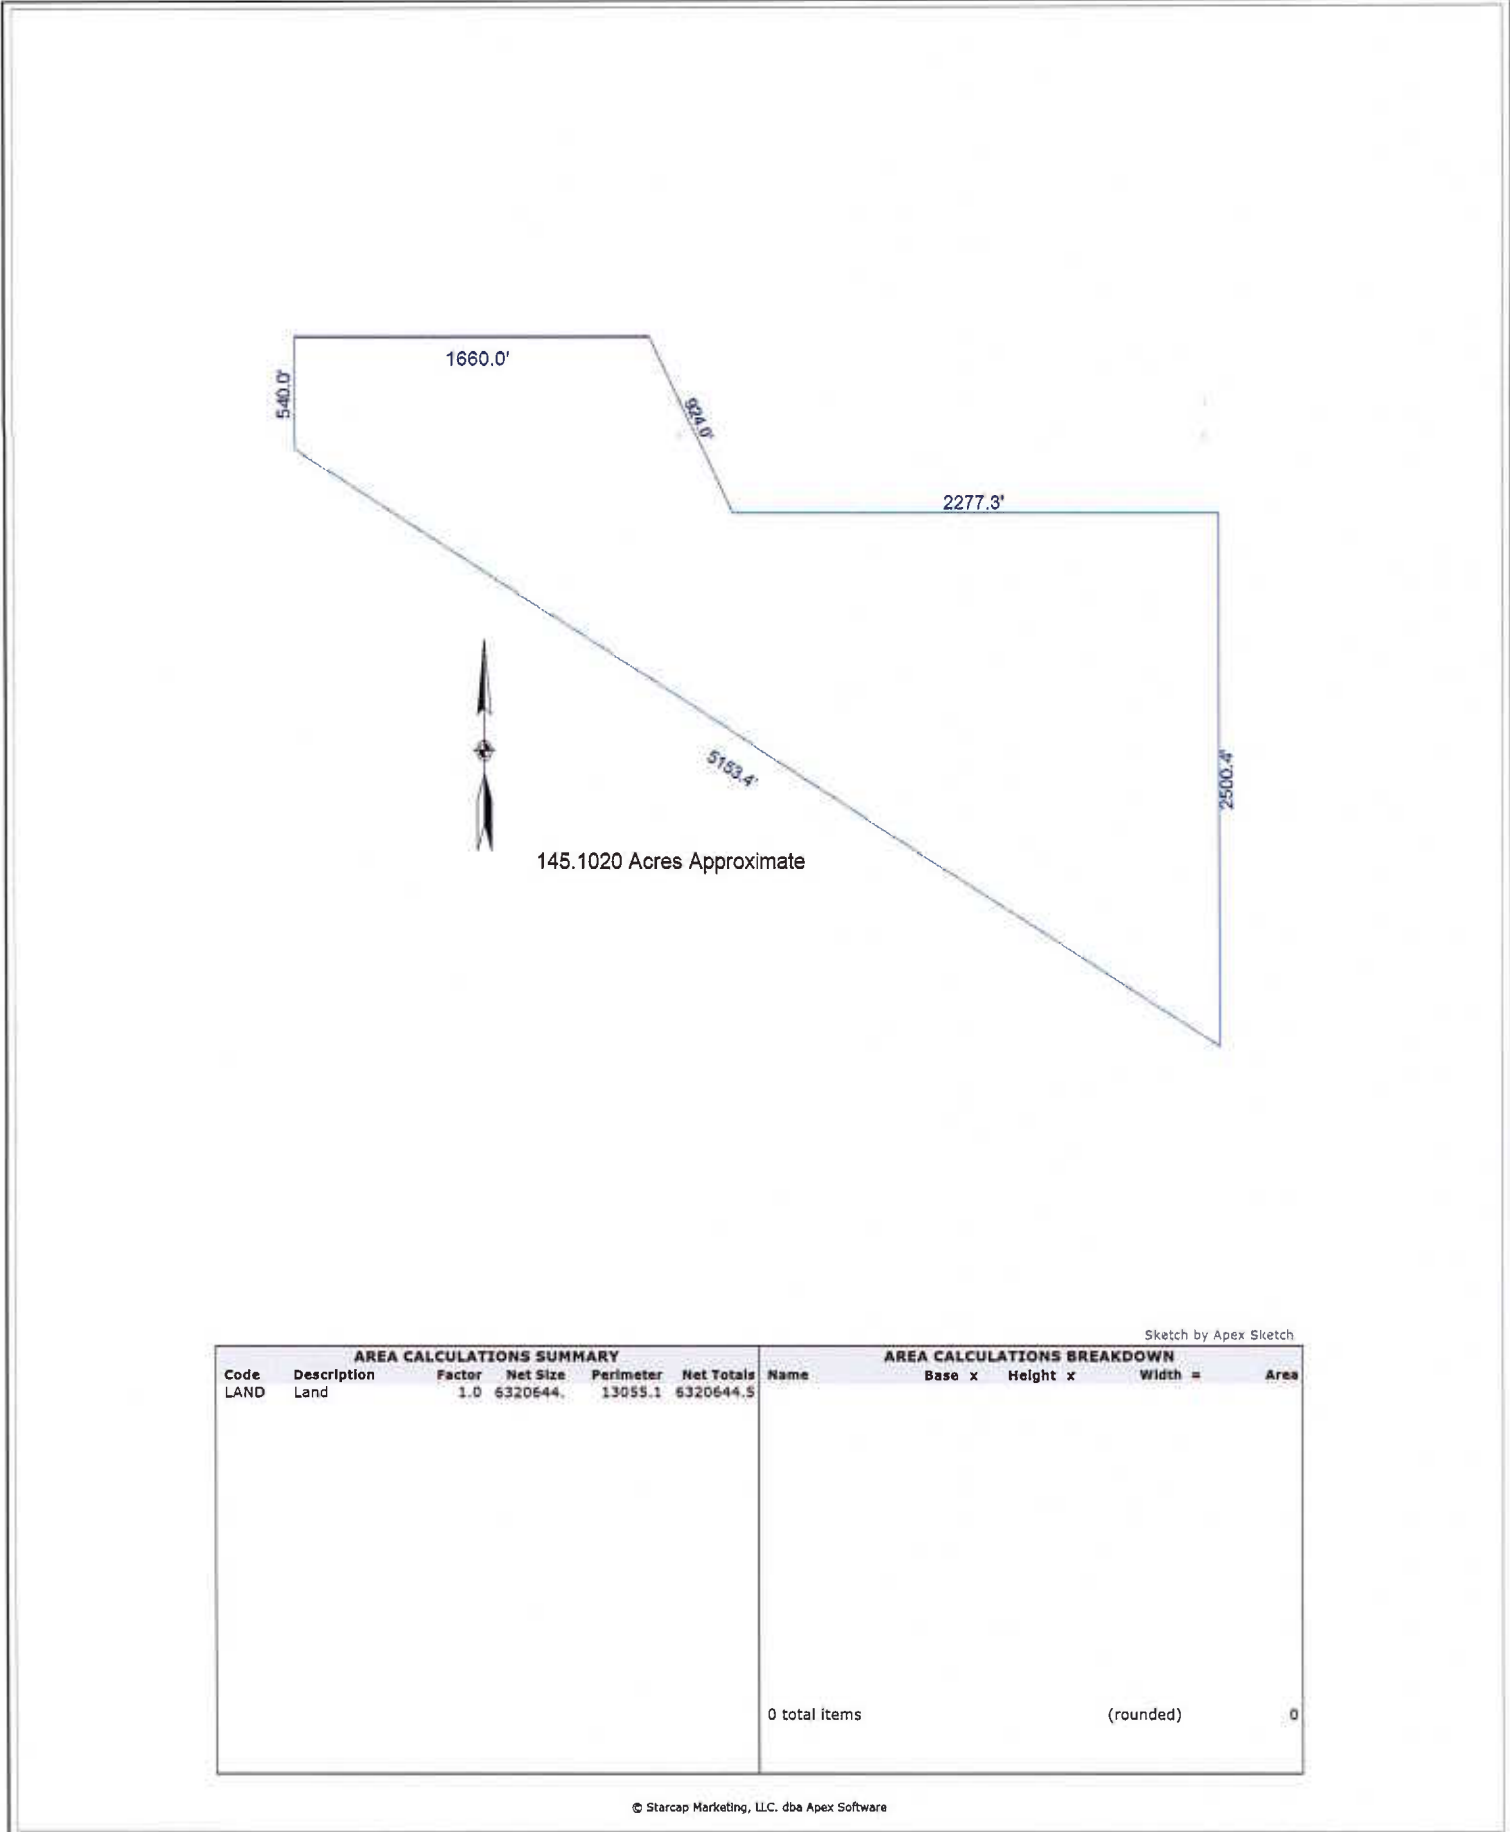 1660.0'
540.0'
924.0'
2277.3'
5153.4'
2500.4'
145.1020 Acres Approximate
Sketch by Apex Sketch
AREA CALCULATIONS SUMMARY
Code Description Factor Net Size Perimeter Net Totals
LAND Land 1.0 6320644. 13055.1 6320644.5
AREA CALCULATIONS BREAKDOWN
Name Base x Height x Width = Area
0 total items (rounded) 0
© Starcap Marketing, LLC. dba Apex Software